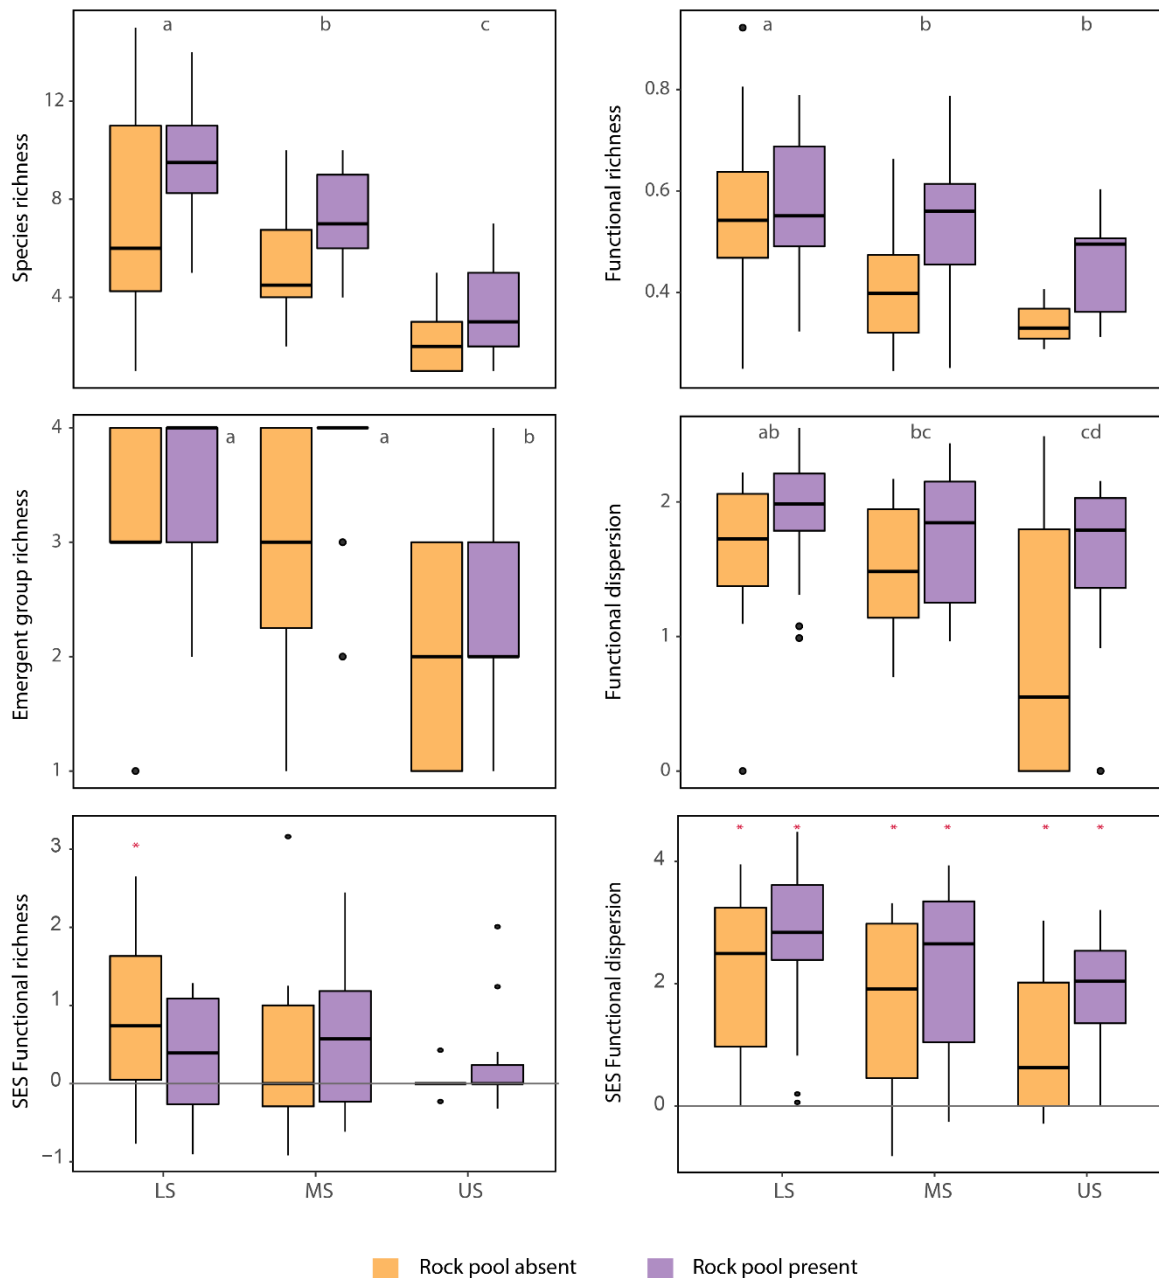 a b c
Species richness
12
8
4
a b b
Functional richness
0.8
0.6
0.4
a a b
Emergent group richness
4
3
2
1
ab bc cd
Functional dispersion
2
1
0
*
SES Functional richness
3
2
1
0
−1
LS MS US
* * * * * *
SES Functional dispersion
4
2
0
LS MS US
Rock pool absent Rock pool present